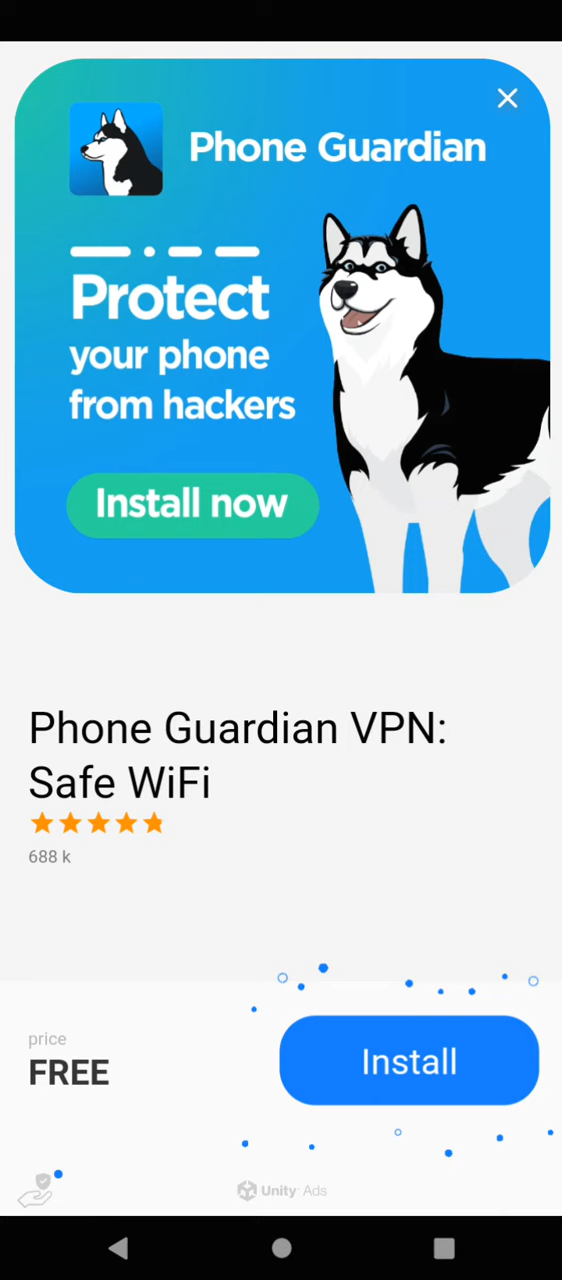 Phone Guardian
Protect
your phone
from hackers
Install now
Phone Guardian VPN:
Safe WiFi
688 k
price
FREE
Install
Unity Ads